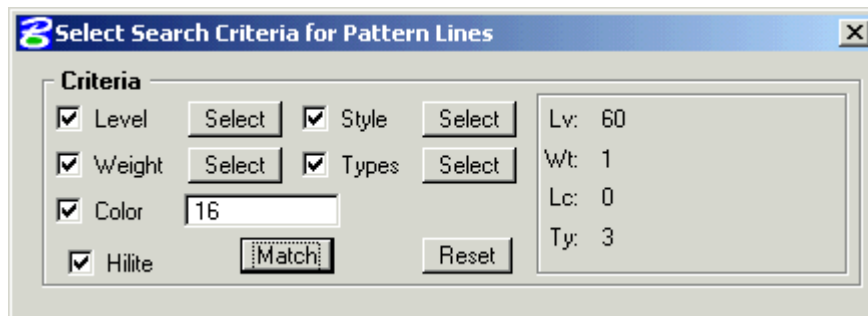 Select Search Criteria for Pattern Lines
Criteria
Level Select Style Select
Weight Select Types Select
Color 16
Hilite Match Reset
Lv: 60
Wt: 1
Lc: 0
Ty: 3